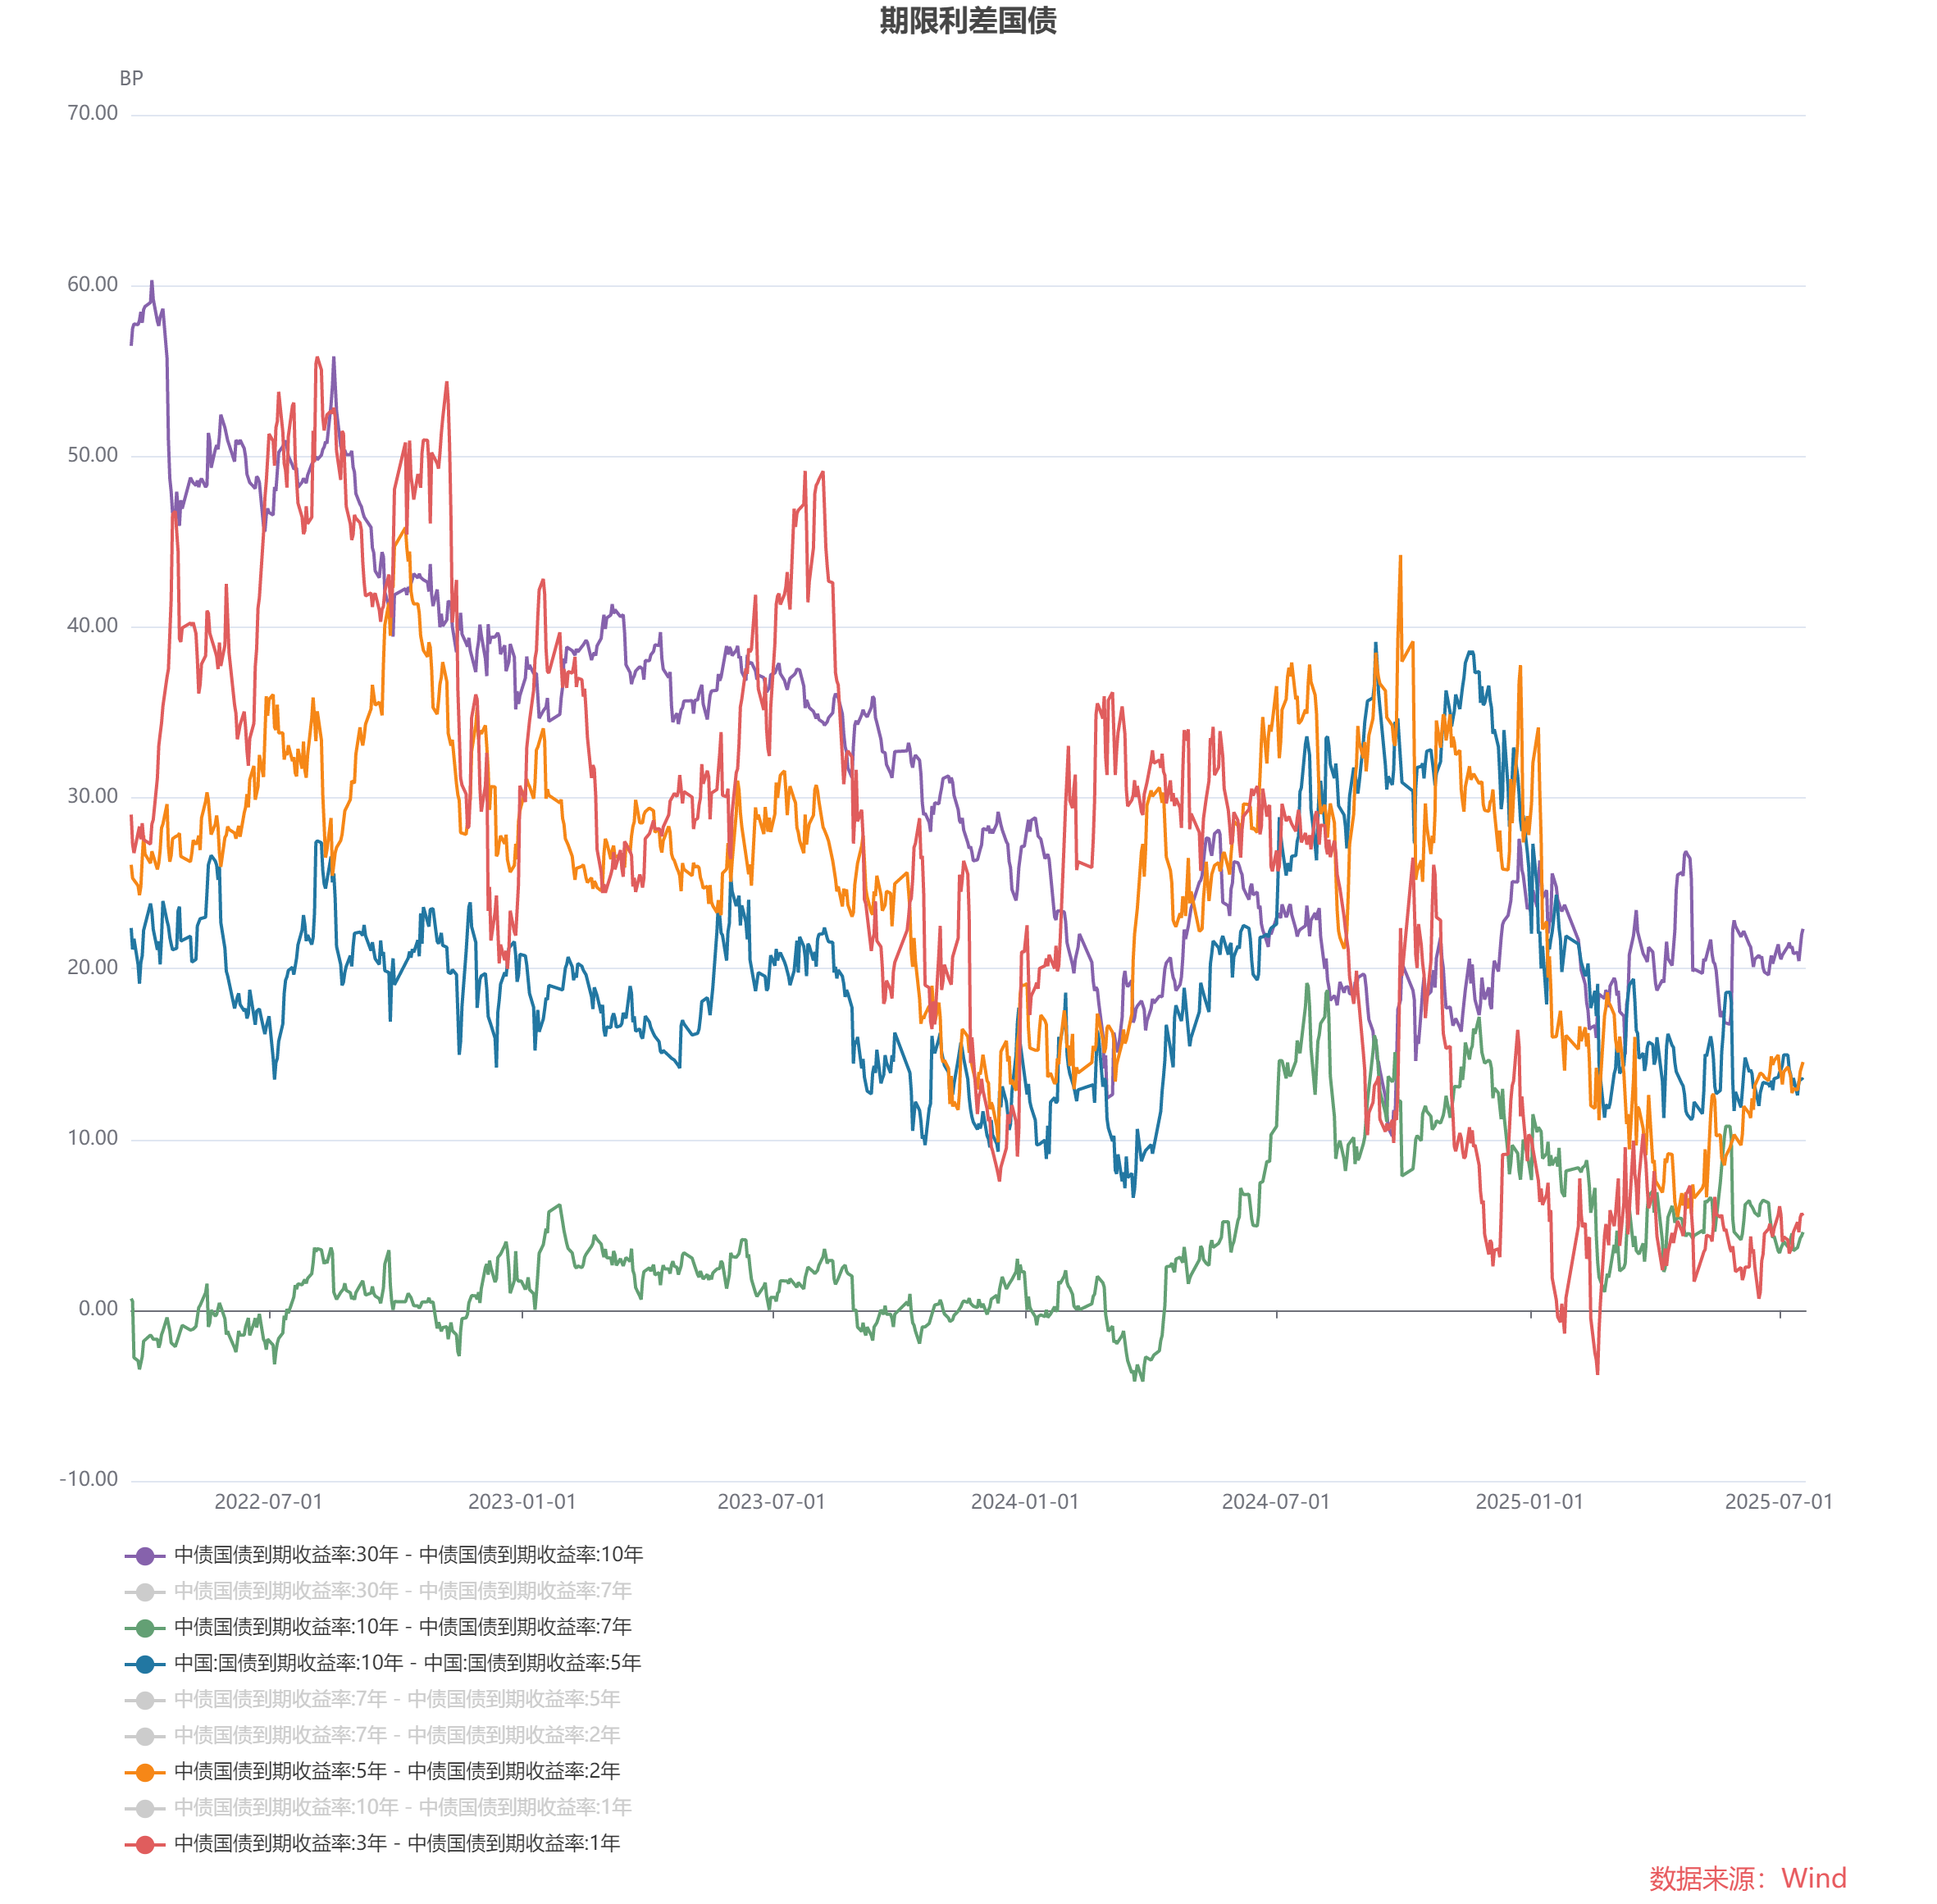 期限利差国债
BP
70.00
60.00
50.00
40.00
30.00
20.00
10.00
0.00
-10.00
2022-07-01 2023-01-01 2023-07-01 2024-01-01 2024-07-01 2025-01-01 2025-07-01
中债国债到期收益率:30年 - 中债国债到期收益率:10年
中债国债到期收益率:30年 - 中债国债到期收益率:7年
中债国债到期收益率:10年 - 中债国债到期收益率:7年
中国:国债到期收益率:10年 - 中国:国债到期收益率:5年
中债国债到期收益率:7年 - 中债国债到期收益率:5年
中债国债到期收益率:7年 - 中债国债到期收益率:2年
中债国债到期收益率:5年 - 中债国债到期收益率:2年
中债国债到期收益率:10年 - 中债国债到期收益率:1年
中债国债到期收益率:3年 - 中债国债到期收益率:1年
数据来源：Wind